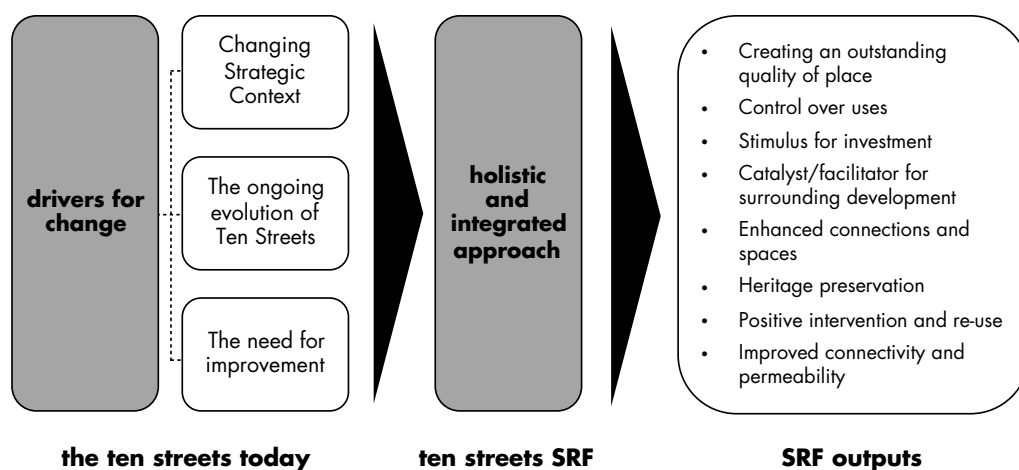 drivers for
change
Changing
Strategic
Context
The ongoing
evolution of
Ten Streets
The need for
improvement
holistic
and
integrated
approach
• Creating an outstanding
quality of place
• Control over uses
• Stimulus for investment
• Catalyst/facilitator for
surrounding development
• Enhanced connections and
spaces
• Heritage preservation
• Positive intervention and re-use
• Improved connectivity and
permeability
the ten streets today
ten streets SRF
SRF outputs